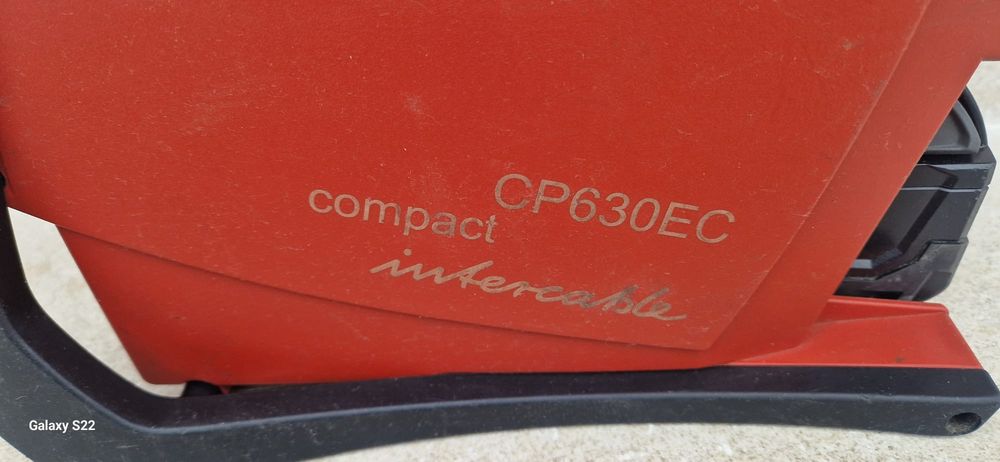 compact CP630EC
intercable
Galaxy S22